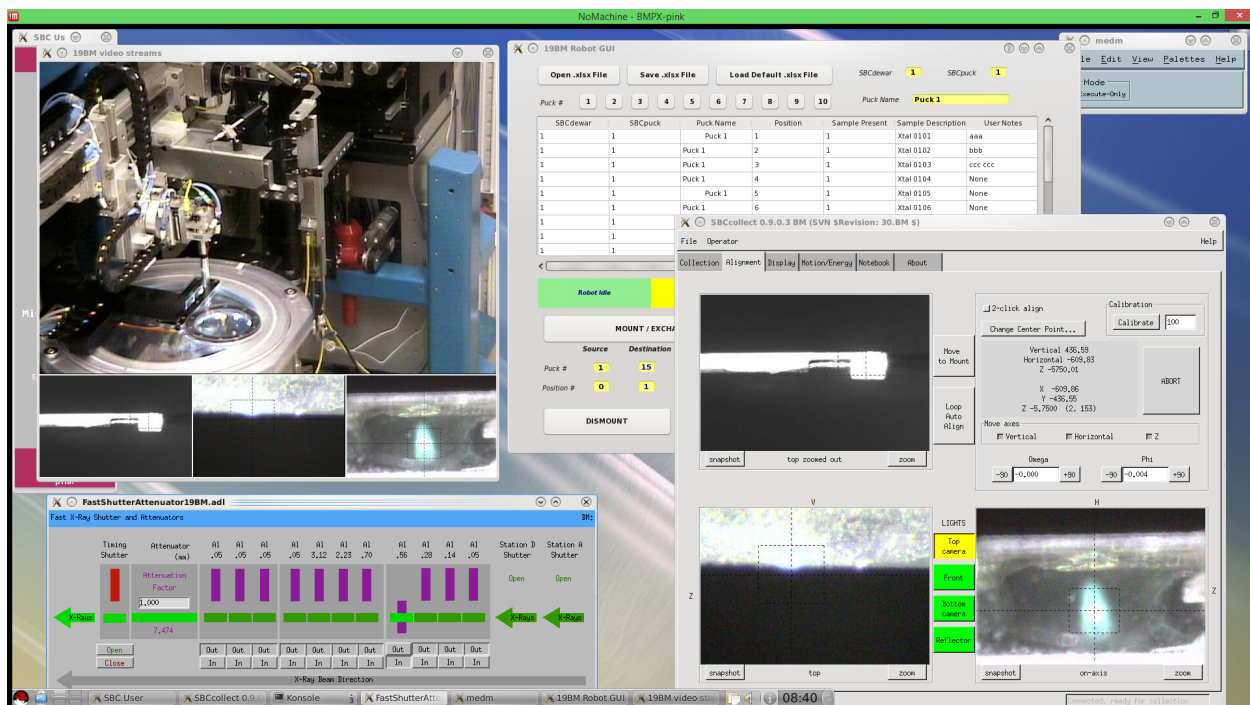 NoMachine - BMPX-pink
SBC Us
19BM video streams
FastShutterAttenuator19BM.adl
Fast X-Ray Shutter and Attenuators
BM:
Timing Shutter
Attenuator (mm)
Al .05
Al .05
Al .05
Al .05
Al 3.12
Al 2.23
Al .70
Al .56
Al .28
Al .14
Al .05
Station D Shutter
Station A Shutter
Attenuation Factor
1.000
7.474
Open
Open
X-Rays
X-Rays
X-Rays
Open
Close
Out Out Out Out Out Out Out Out Out Out Out
In In In In In In In In In In In
X-Ray Beam Direction
19BM Robot GUI
Open .xlsx File
Save .xlsx File
Load Default .xlsx File
SBCdewar 1
SBCpuck 1
Puck # 1 2 3 4 5 6 7 8 9 10
Puck Name Puck 1
SBCdewar SBCpuck Puck Name Position Sample Present Sample Description User Notes
1 1 Puck 1 1 1 Xtal 0101 aaa
1 1 Puck 1 2 1 Xtal 0102 bbb
1 1 Puck 1 3 1 Xtal 0103 ccc ccc
1 1 Puck 1 4 1 Xtal 0104 None
1 1 Puck 1 5 1 Xtal 0105 None
1 1 Puck 1 6 1 Xtal 0106 None
1 1
1 1
1 1
Robot Idle
MOUNT / EXCHA
Source Destination
Puck # 1 15
Position # 0 1
DISMOUNT
medm
le Edit View Palettes Help
Mode
Execute-Only
SBCcollect 0.9.0.3 BM (SVN $Revision: 30.BM $)
File Operator Help
Collection Alignment Display Motion/Energy Notebook About
snapshot top zoomed out zoom
Move to Mount
Loop Auto Align
2-click align
Change Center Point...
Calibration
Calibrate 100
Vertical 436.59
Horizontal -609.83
Z -5750.01
X -609.86
Y -436.55
Z -5.7500 (2, 153)
ABORT
Move axes
Vertical Horizontal Z
Omega Phi
-90 -0.000 +90 -90 -0.004 +90
V
H
LIGHTS
Top camera
Front
Bottom camera
Reflector
Z
Z
snapshot top zoom
snapshot on-axis zoom
Connected, ready for collection
SBC User
SBCcollect 0.9.0
Konsole
3
FastShutterAtte
medm
19BM Robot GUI
19BM video str
08:40